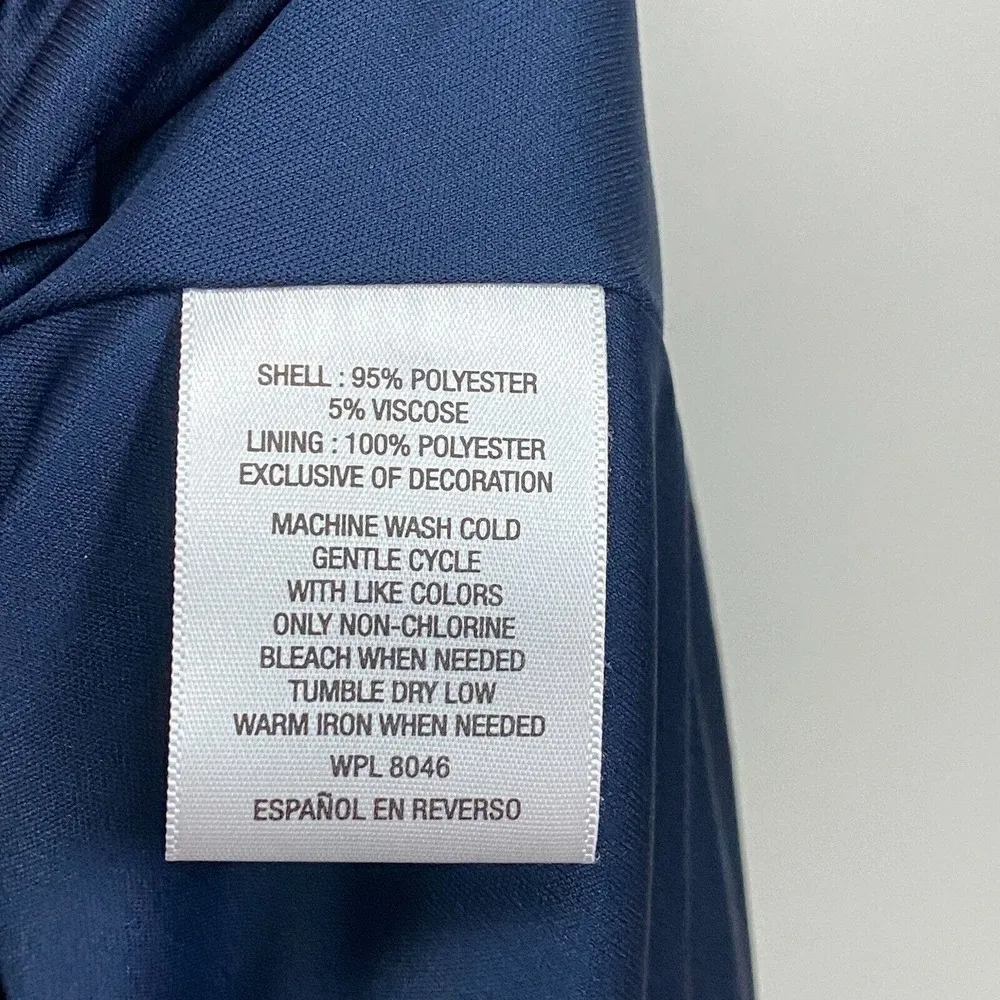 SHELL : 95% POLYESTER
5% VISCOSE
LINING : 100% POLYESTER
EXCLUSIVE OF DECORATION
MACHINE WASH COLD
GENTLE CYCLE
WITH LIKE COLORS
ONLY NON-CHLORINE
BLEACH WHEN NEEDED
TUMBLE DRY LOW
WARM IRON WHEN NEEDED
WPL 8046
ESPAÑOL EN REVERSO